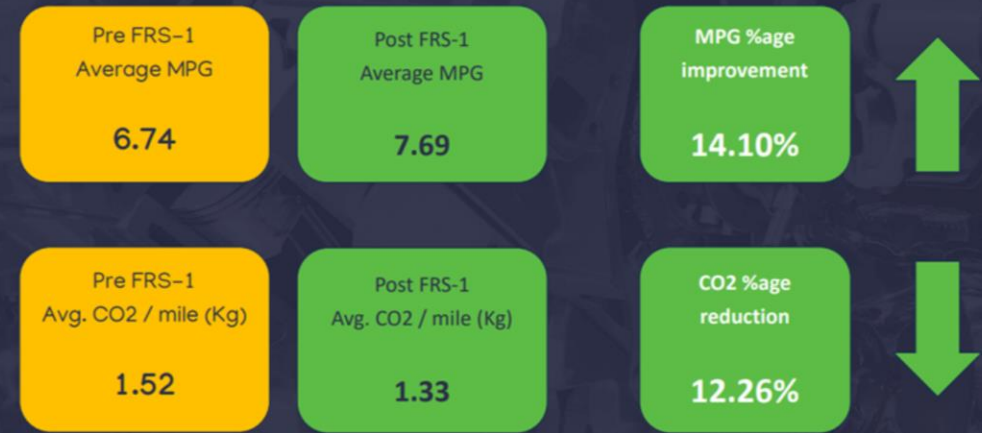 Pre FRS-1
Average MPG
6.74
Post FRS-1
Average MPG
7.69
MPG %age
improvement
14.10%
Pre FRS-1
Avg. CO2 / mile (Kg)
1.52
Post FRS-1
Avg. CO2 / mile (Kg)
1.33
CO2 %age
reduction
12.26%